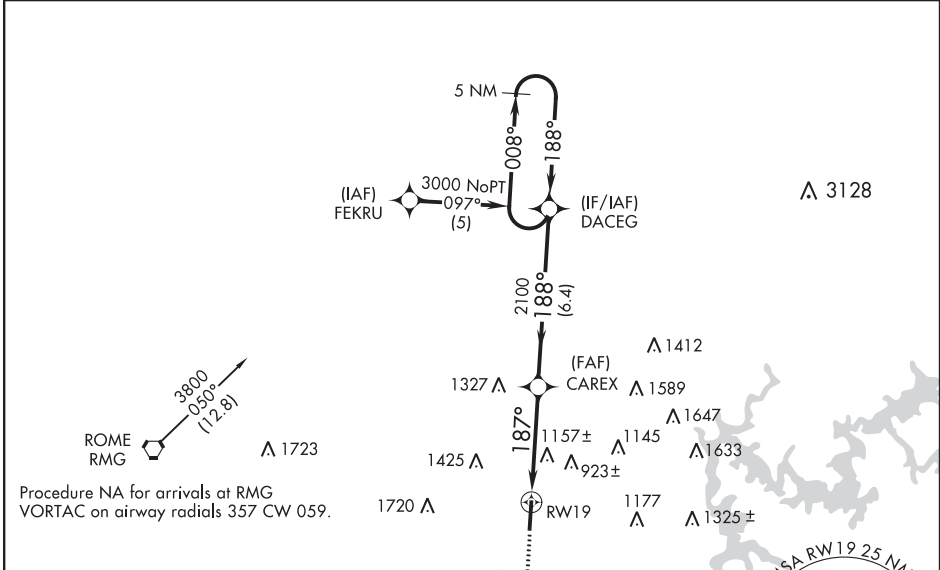 5 NM
008°
188°
(IAF)
FEKRU
3000 NoPT
097°
(5)
(IF/IAF)
DACEG
3128
2100
188°
(6.4)
1412
(FAF)
CAREX
1327
1589
3800
050°
(12.8)
187°
1647
1157±
1145
1633
ROME
RMG
1723
1425
923±
Procedure NA for arrivals at RMG
VORTAC on airway radials 357 CW 059.
1720
RW19
1177
1325 ±
MSA RW19 25 NM